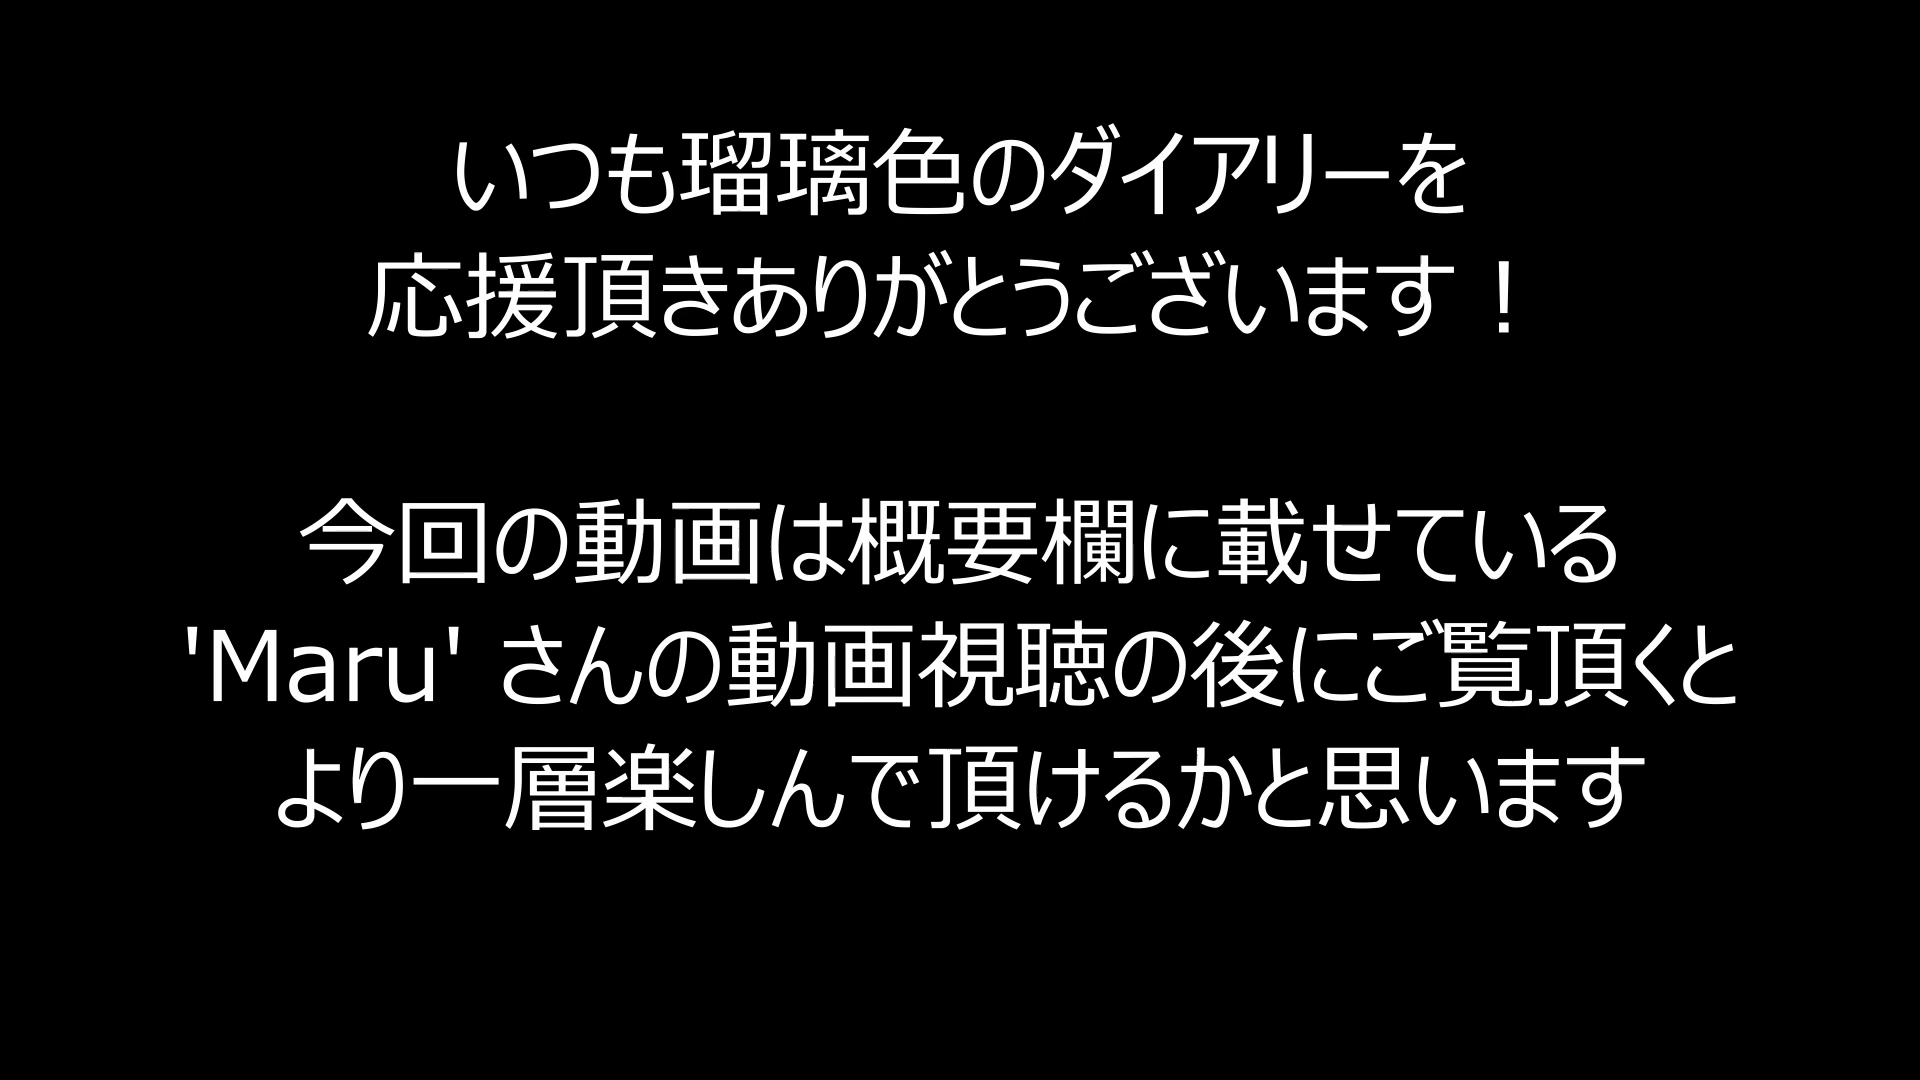 いつも瑠璃色のダイアリーを
応援頂きありがとうございます！
今回の動画は概要欄に載せている
'Maru' さんの動画視聴の後にご覧頂くと
より一層楽しんで頂けるかと思います